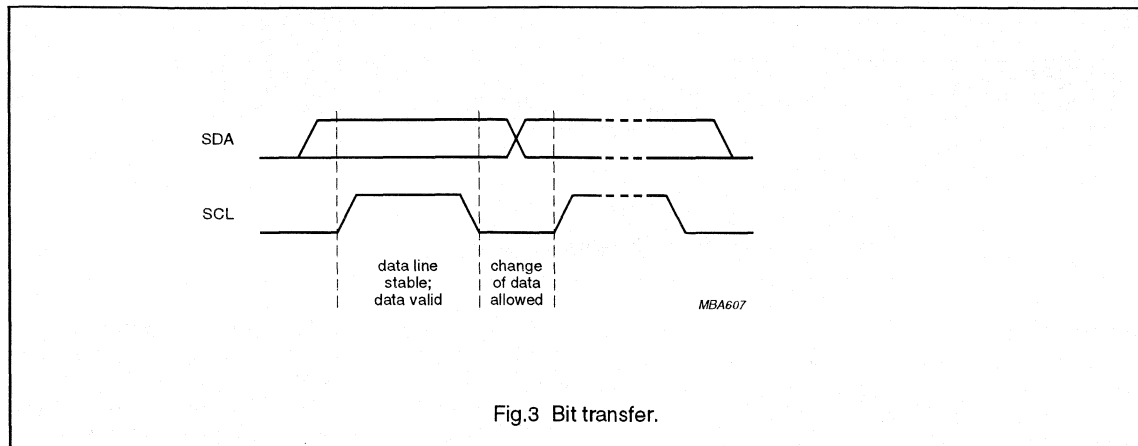 SDA
SCL
data line
stable;
data valid
change
of data
allowed
MBA607
Fig.3 Bit transfer.